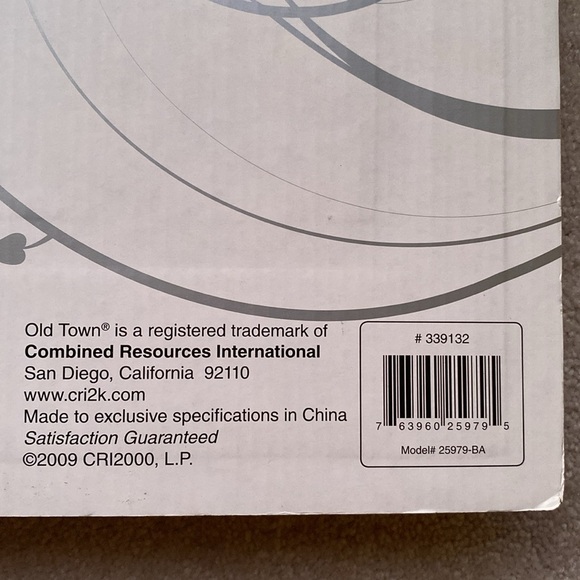 Old Town® is a registered trademark of
Combined Resources International
San Diego, California 92110
www.cri2k.com
Made to exclusive specifications in China
Satisfaction Guaranteed
©2009 CRI2000, L.P.
# 339132
7 63960 25979 5
Model# 25979-BA